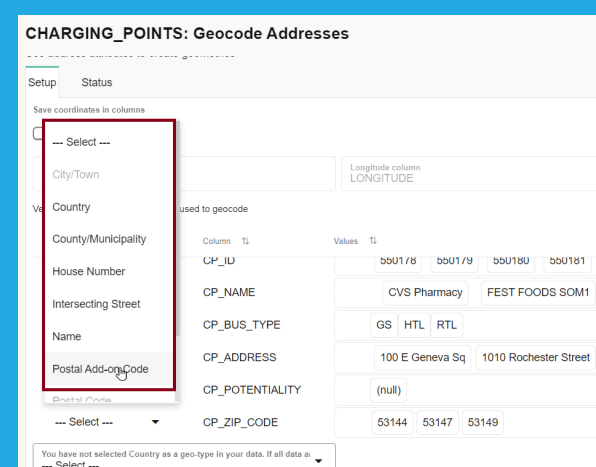 CHARGING_POINTS: Geocode Addresses
Setup Status
Save coordinates in columns
--- Select ---
City/Town
Longitude column
LONGITUDE
Country
used to geocode
County/Municipality
Column Values
House Number
CP_ID 550178 550179 550180 550181
Intersecting Street
CP_NAME CVS Pharmacy FEST FOODS SOM1
Name
CP_BUS_TYPE GS HTL RTL
Postal Add-on Code
CP_ADDRESS 100 E Geneva Sq 1010 Rochester Street
Postal Code
CP_POTENTIALITY (null)
--- Select --- CP_ZIP_CODE 53144 53147 53149
You have not selected Country as a geo-type in your data. If all data
--- Select ---